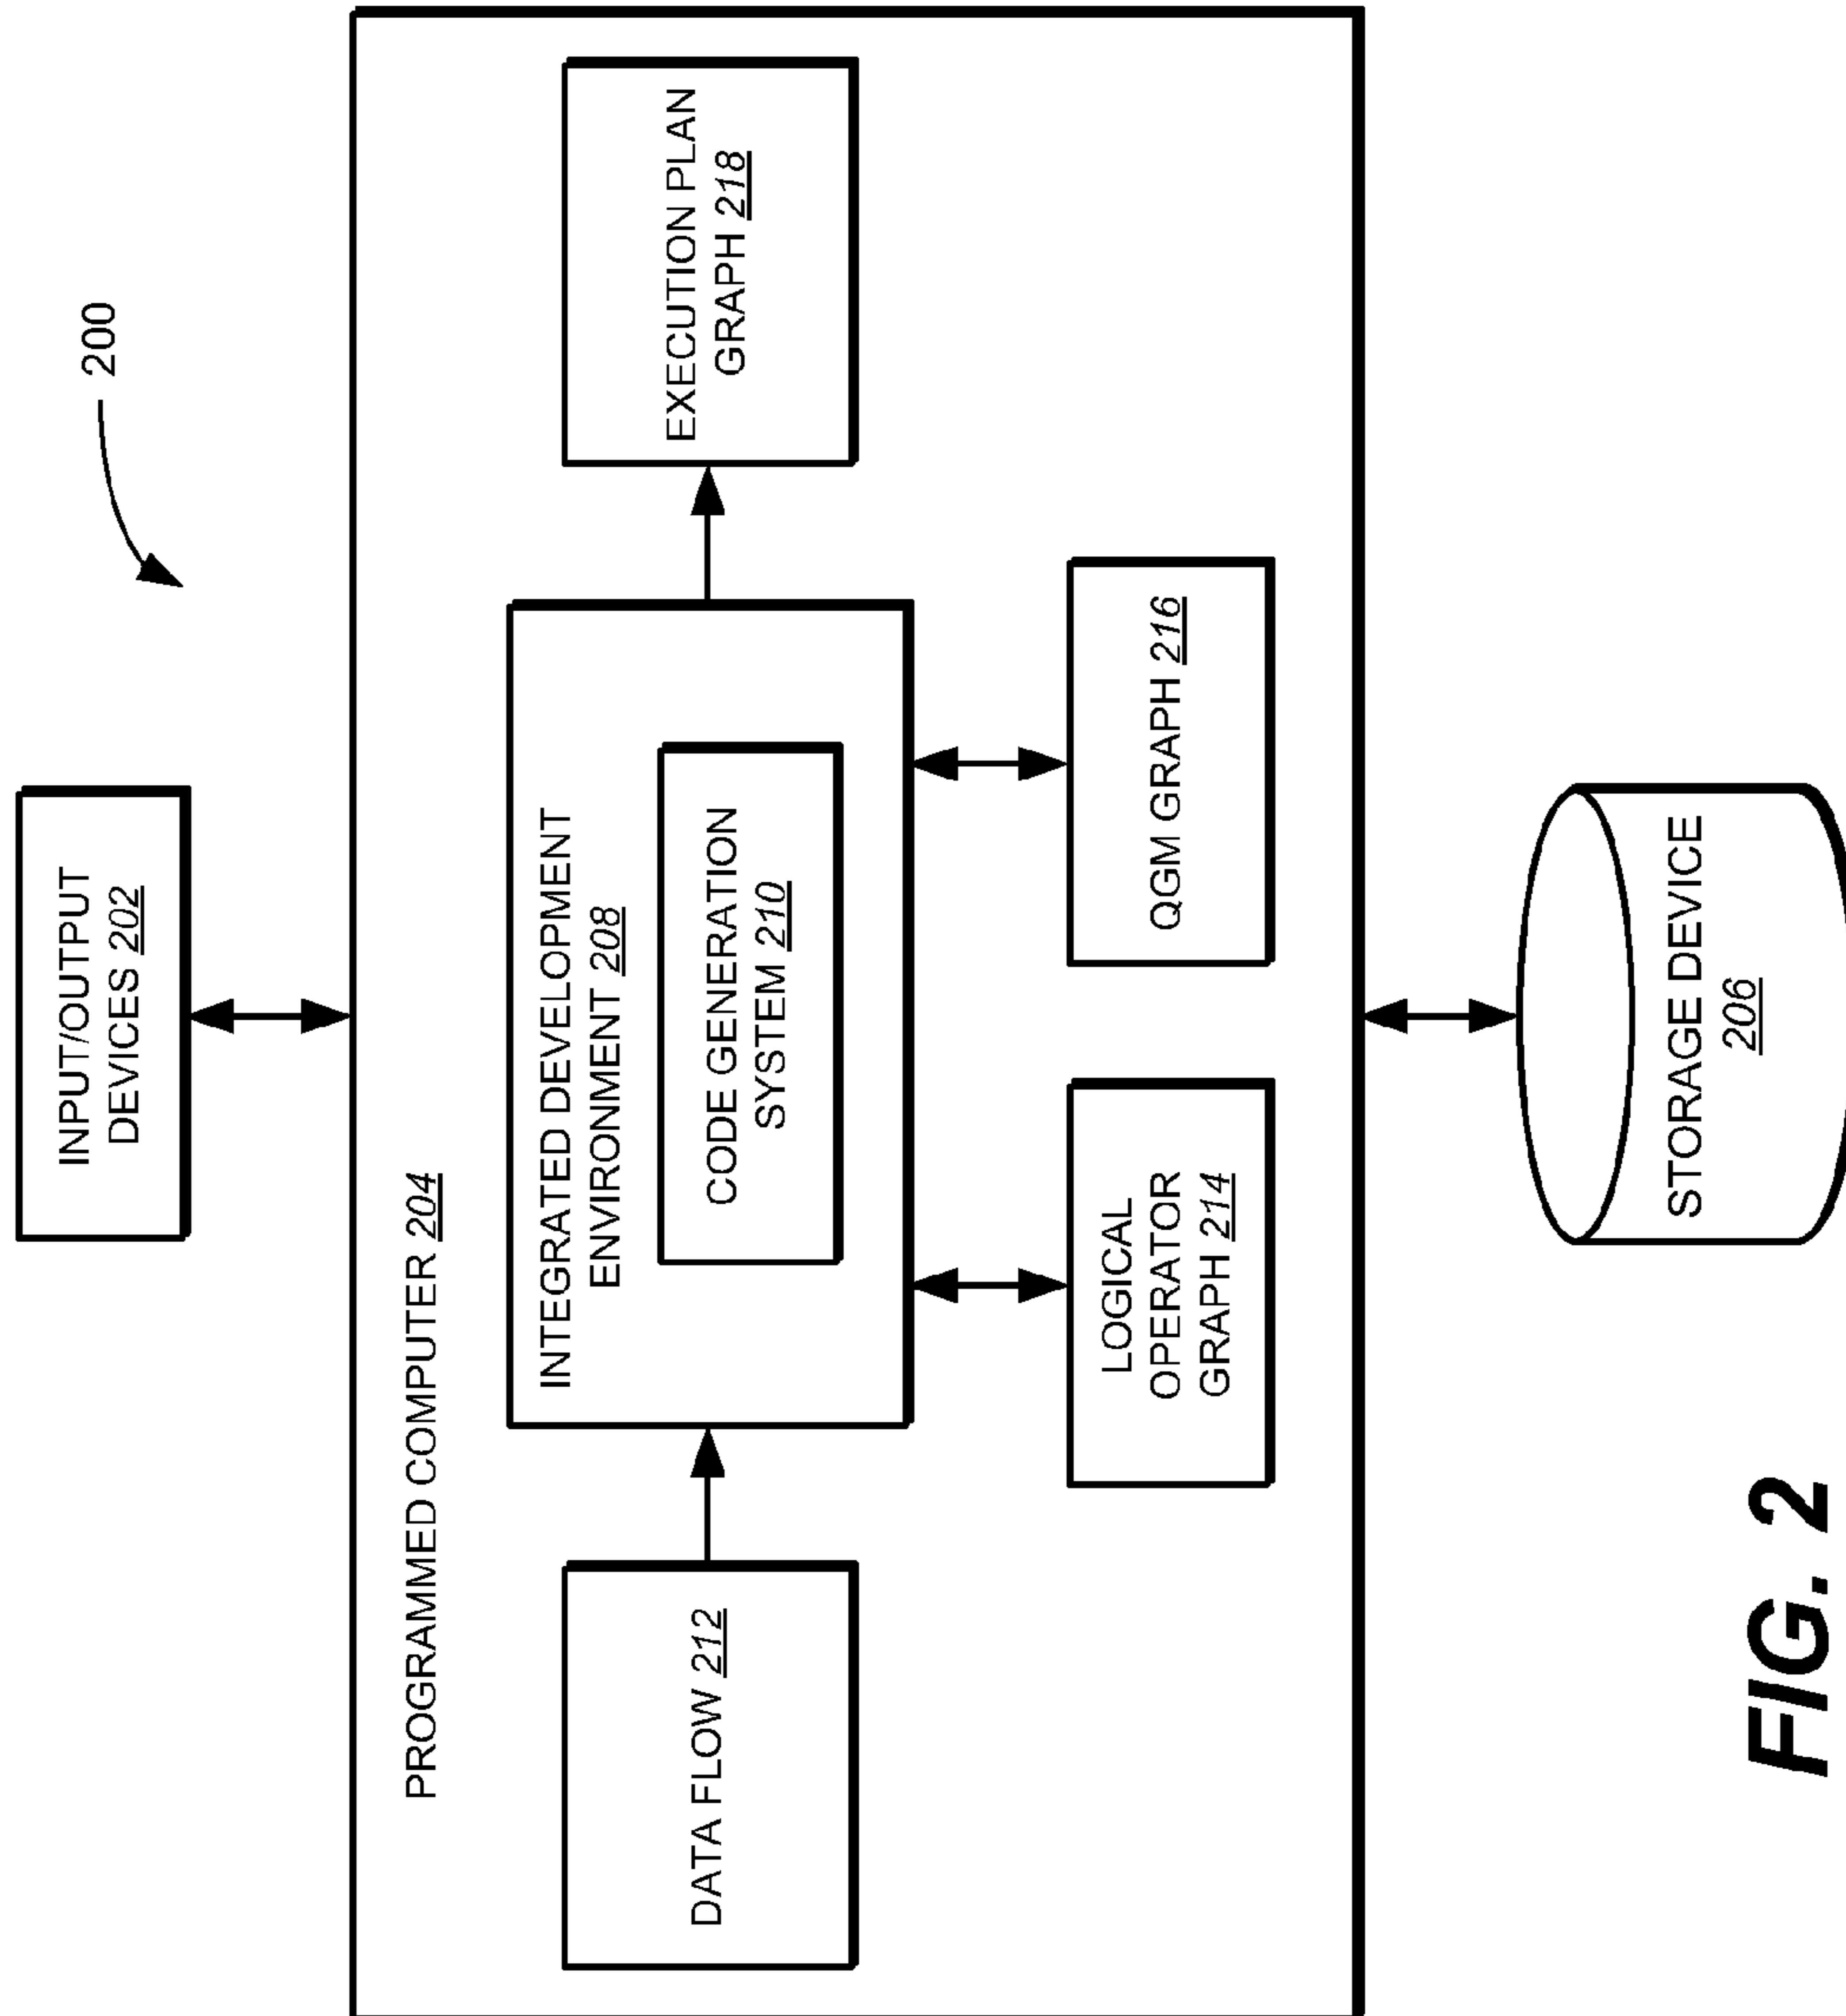 200
INPUT/OUTPUT
DEVICES 202
PROGRAMMED COMPUTER 204
INTEGRATED DEVELOPMENT
ENVIRONMENT 208
CODE GENERATION
SYSTEM 210
DATA FLOW 212
EXECUTION PLAN
GRAPH 218
LOGICAL
OPERATOR
GRAPH 214
QGM GRAPH 216
STORAGE DEVICE
206
FIG. 2